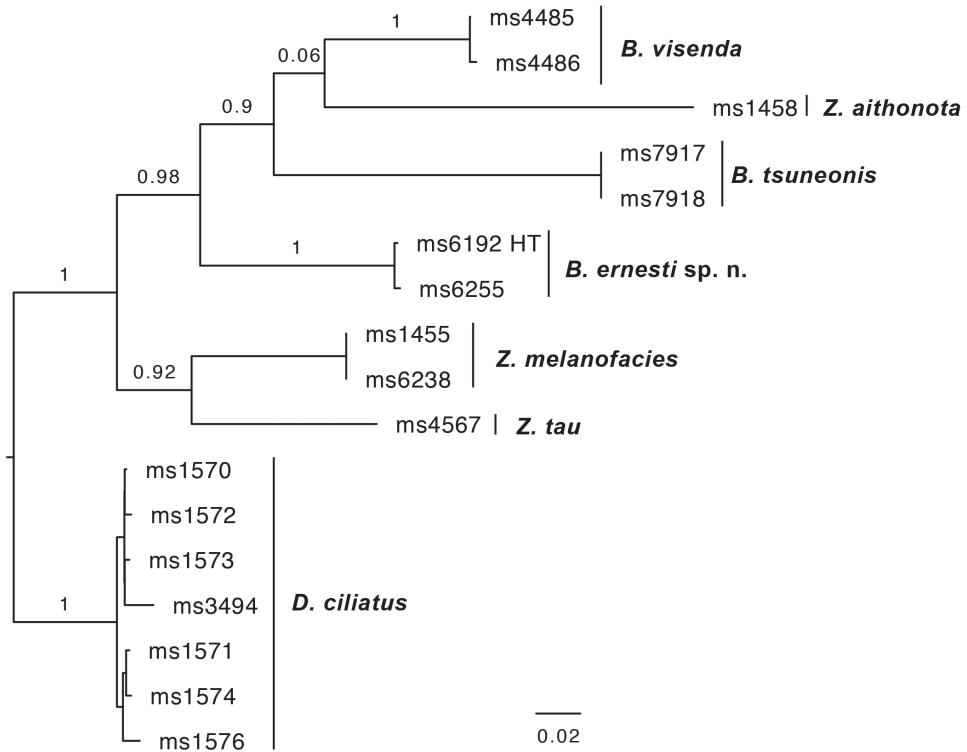 1
ms4485
B. visenda
0.06
ms4486
0.9
ms1458
Z. aithonota
ms7917
B. tsuneonis
0.98
ms7918
1
ms6192 HT
B. ernesti sp. n.
1
ms6255
ms1455
Z. melanofacies
0.92
ms6238
ms4567
Z. tau
ms1570
ms1572
ms1573
1
ms3494
D. ciliatus
ms1571
ms1574
0.02
ms1576